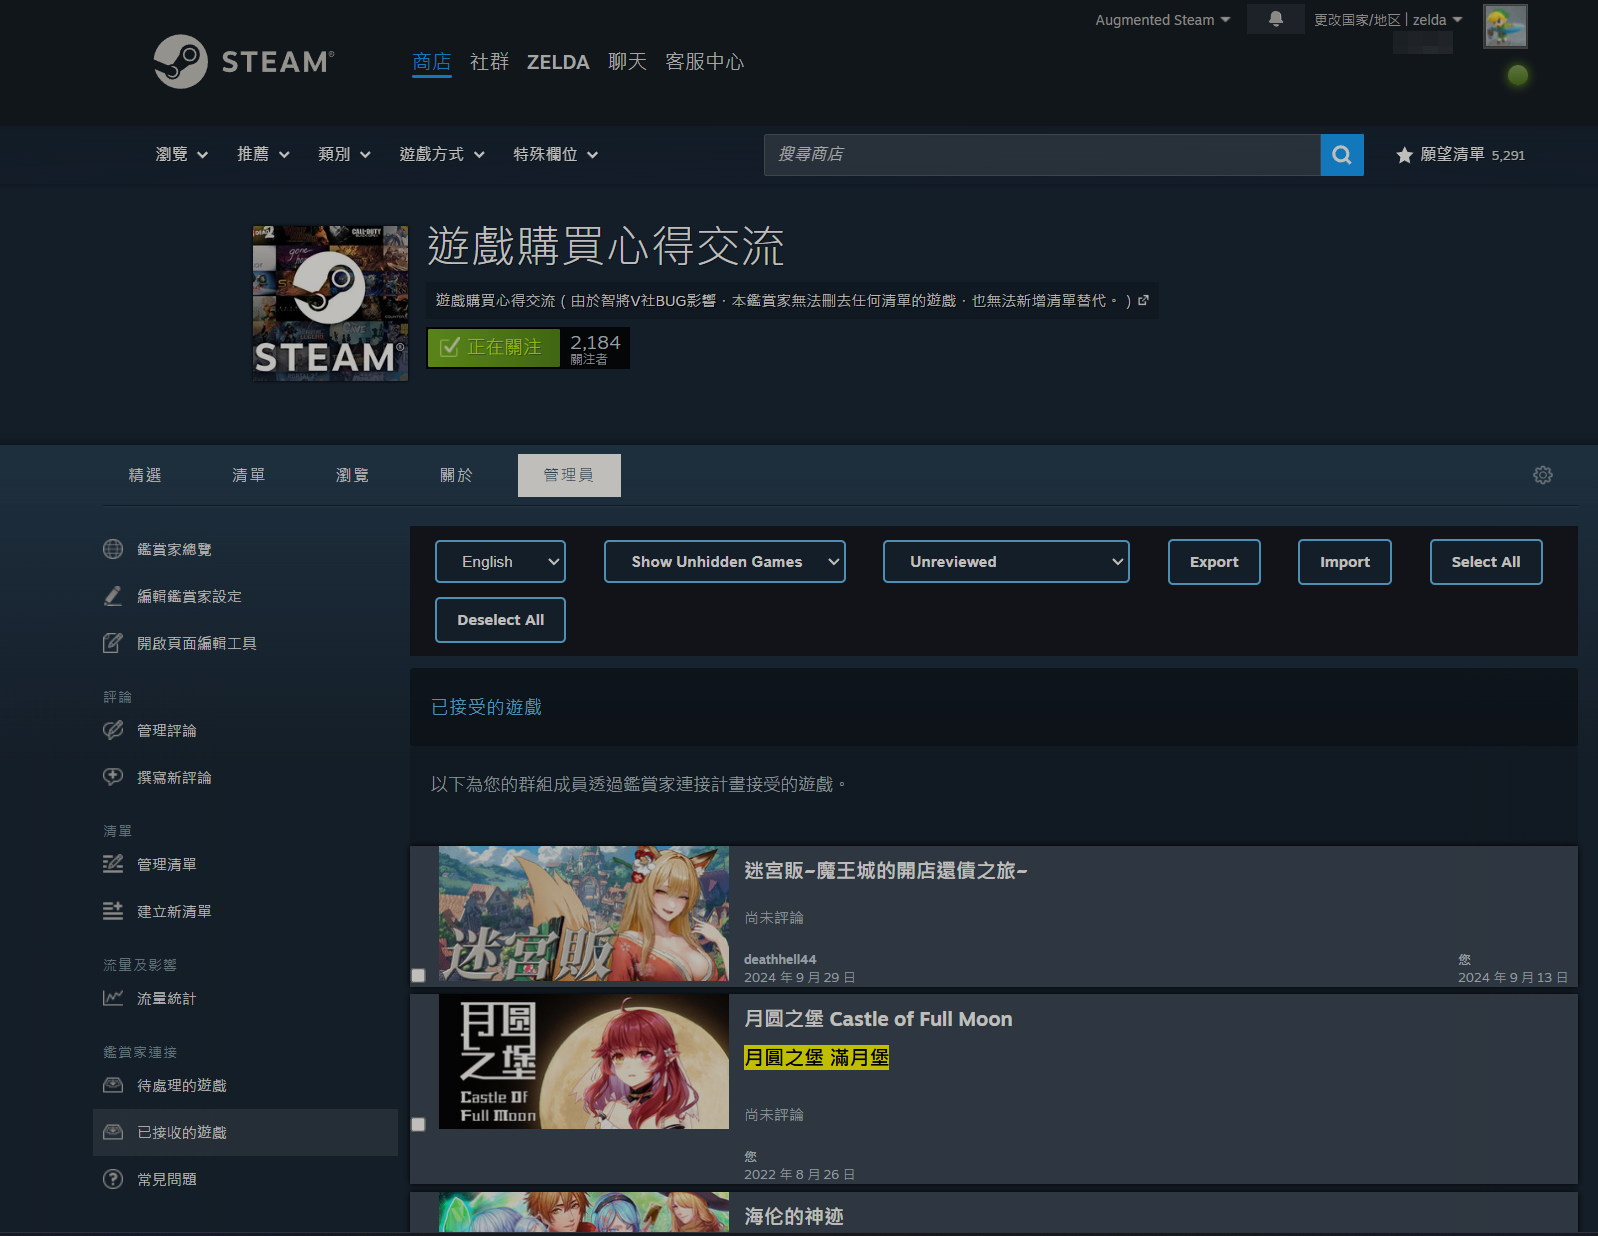 Augmented Steam
更改国家/地区 | zelda
STEAM®
商店 社群 ZELDA 聊天 客服中心
瀏覽 推薦 類別 遊戲方式 特殊欄位
搜尋商店
願望清單 5,291
STEAM®
遊戲購買心得交流
遊戲購買心得交流 ( 由於智將V社BUG影響，本鑑賞家無法刪去任何清單的遊戲，也無法新增清單替代。 )
正在關注
2,184
關注者
精選 清單 瀏覽 關於 管理員
鑑賞家總覽
編輯鑑賞家設定
開啟頁面編輯工具
評論
管理評論
撰寫新評論
清單
管理清單
建立新清單
流量及影響
流量統計
鑑賞家連接
待處理的遊戲
已接收的遊戲
常見問題
English Show Unhidden Games Unreviewed Export Import Select All
Deselect All
已接受的遊戲
以下為您的群組成員透過鑑賞家連接計畫接受的遊戲。
迷宮販
迷宮販~魔王城的開店還債之旅~
尚未評論
deathhell44
2024 年 9 月 29 日
您
2024 年 9 月 13 日
月圓之堡
Castle Of
Full Moon
月圆之堡 Castle of Full Moon
月圓之堡 滿月堡
尚未評論
您
2022 年 8 月 26 日
海伦的神迹